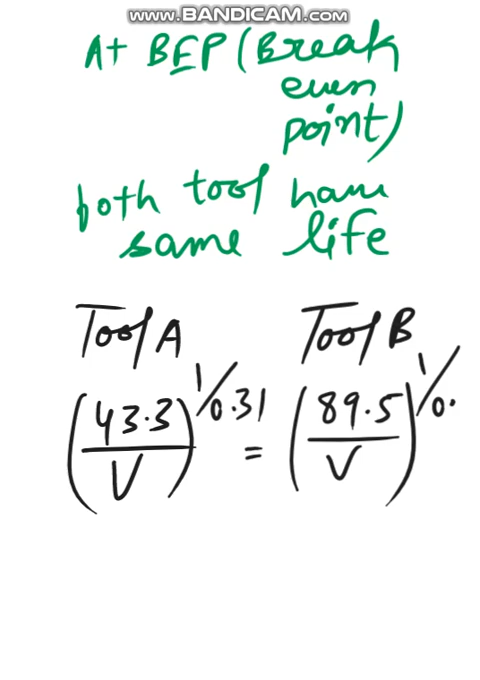 www.BANDICAM.com
At BEP (Break
even
point)
both tool have
same life
Tool A Tool B
(43.3/V)^1/0.31 = (89.5/V)^1/0.